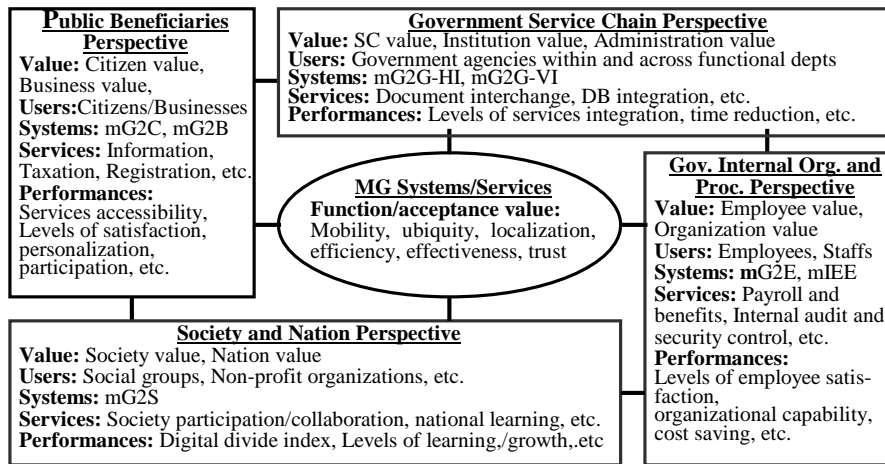 Public Beneficiaries
Perspective
Value: Citizen value,
Business value,
Users:Citizens/Businesses
Systems: mG2C, mG2B
Services: Information,
Taxation, Registration, etc.
Performances:
Services accessibility,
Levels of satisfaction,
personalization,
participation, etc.
Government Service Chain Perspective
Value: SC value, Institution value, Administration value
Users: Government agencies within and across functional depts
Systems: mG2G-HI, mG2G-VI
Services: Document interchange, DB integration, etc.
Performances: Levels of services integration, time reduction, etc.
MG Systems/Services
Function/acceptance value:
Mobility, ubiquity, localization,
efficiency, effectiveness, trust
Gov. Internal Org. and
Proc. Perspective
Value: Employee value,
Organization value
Users: Employees, Staffs
Systems: mG2E, mIEE
Services: Payroll and
benefits, Internal audit and
security control, etc.
Performances:
Levels of employee satis-
faction,
organizational capability,
cost saving, etc.
Society and Nation Perspective
Value: Society value, Nation value
Users: Social groups, Non-profit organizations, etc.
Systems: mG2S
Services: Society participation/collaboration, national learning, etc.
Performances: Digital divide index, Levels of learning,/growth,.etc